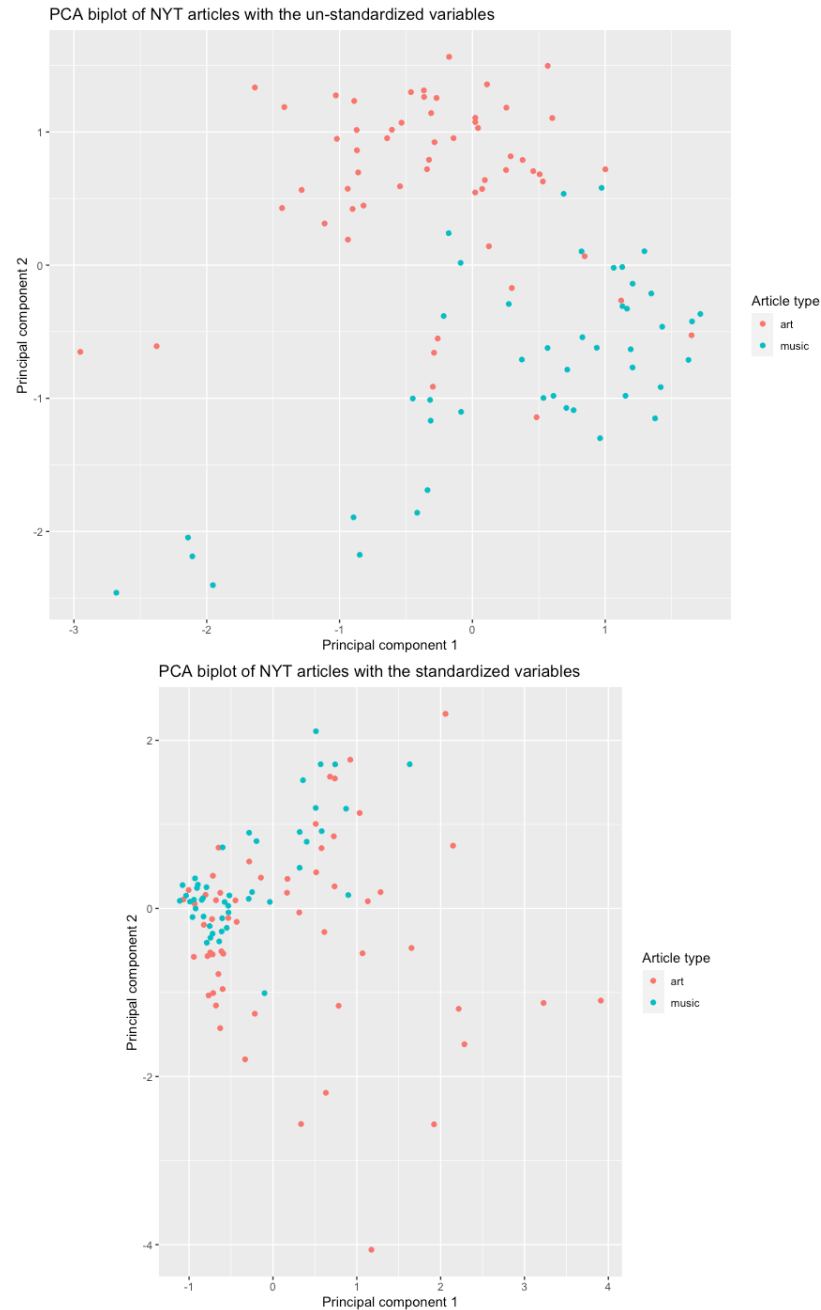 PCA biplot of NYT articles with the un-standardized variables
1
0
-1
-2
Principal component 2
-3
-2
-1
0
1
Principal component 1
Article type
art
music
PCA biplot of NYT articles with the standardized variables
2
0
-2
-4
Principal component 2
-1
0
1
2
3
4
Principal component 1
Article type
art
music